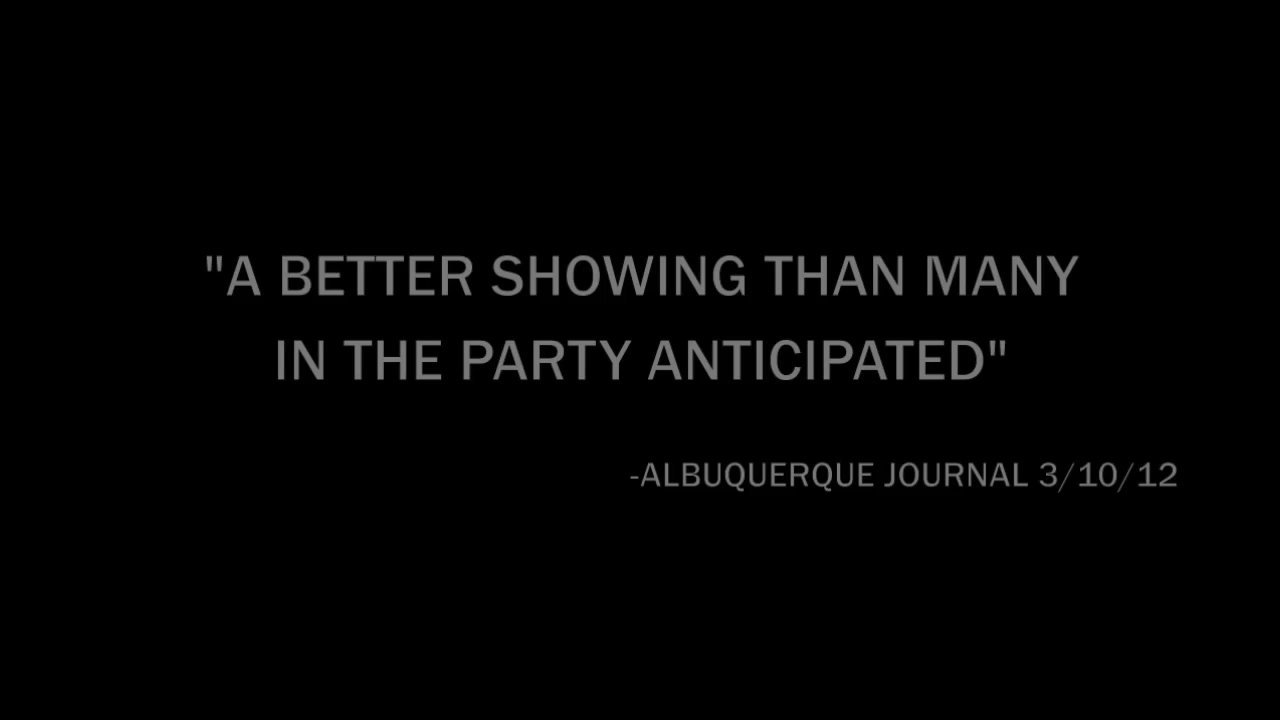 "A BETTER SHOWING THAN MANY
IN THE PARTY ANTICIPATED"
-ALBUQUERQUE JOURNAL 3/10/12